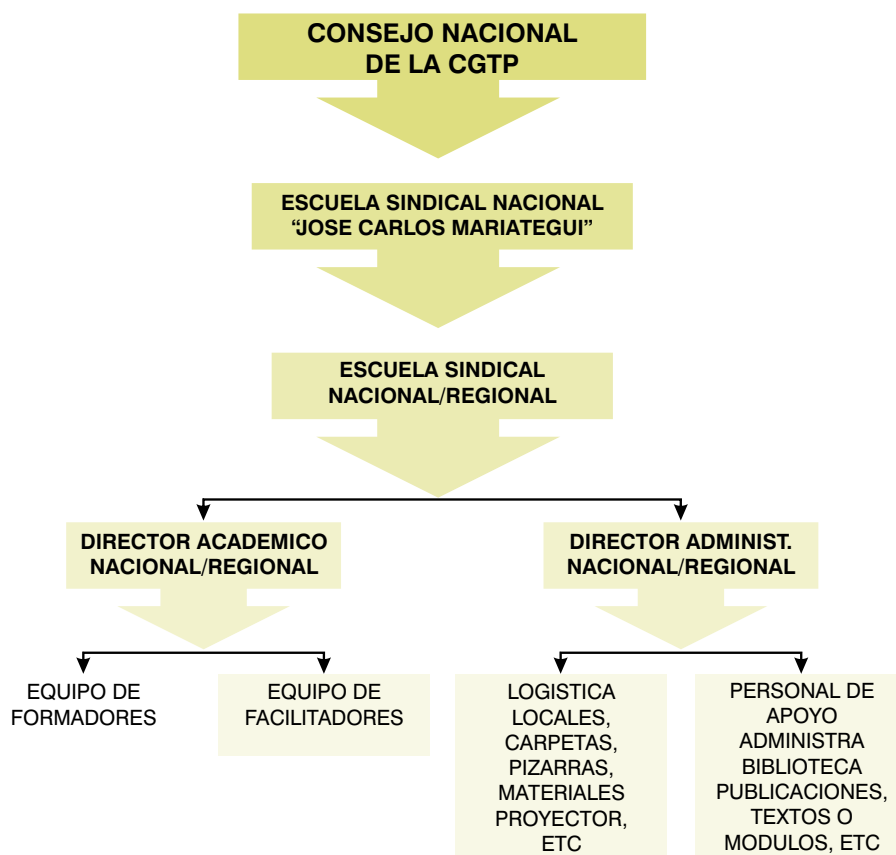 CONSEJO NACIONAL
DE LA CGTP
ESCUELA SINDICAL NACIONAL
“JOSE CARLOS MARIATEGUI”
ESCUELA SINDICAL
NACIONAL/REGIONAL
DIRECTOR ACADEMICO
NACIONAL/REGIONAL
DIRECTOR ADMINIST.
NACIONAL/REGIONAL
EQUIPO DE
FORMADORES
EQUIPO DE
FACILITADORES
LOGISTICA
LOCALES,
CARPETAS,
PIZARRAS,
MATERIALES
PROYECTOR,
ETC
PERSONAL DE
APOYO
ADMINISTRA
BIBLIOTECA
PUBLICACIONES,
TEXTOS O
MODULOS, ETC